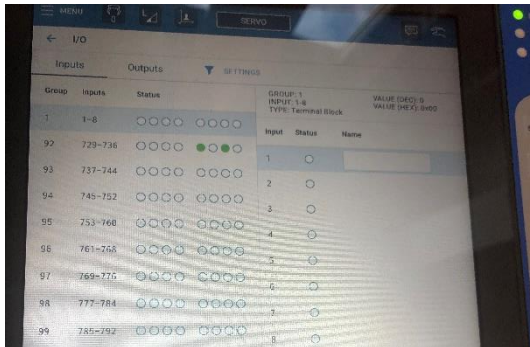 MENU
0
SERVO
← I/O
Inputs Outputs SETTINGS
Group Inputs Status
1 1-8
92 729-736
93 737-744
94 745-752
95 753-760
96 761-768
97 769-776
98 777-784
99 785-792
GROUP: 1
INPUT: 1-8
TYPE: Terminal Block
VALUE (DEC): 0
VALUE (HEX): 0x00
Input Status Name
1
2
3
4
5
6
7
8